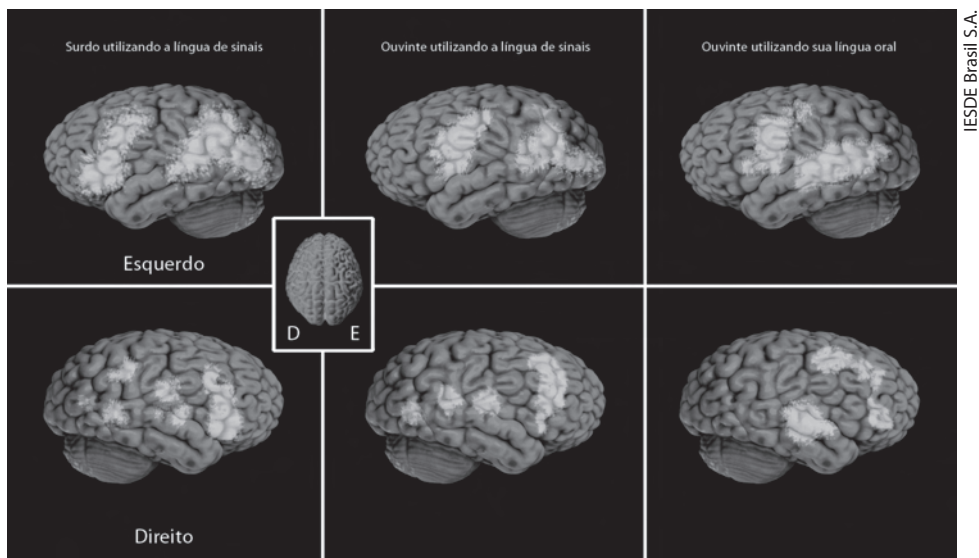 Surdo utilizando a língua de sinais
Ouvinte utilizando a língua de sinais
Ouvinte utilizando sua língua oral
Esquerdo
D E
Direito
IESDE Brasil S.A.